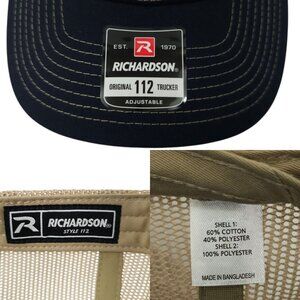 EST. R 1970
RICHARDSON®
ORIGINAL 112 TRUCKER
ADJUSTABLE
R RICHARDSON®
STYLE 112
SHELL 1:
60% COTTON
40% POLYESTER
SHELL 2:
100% POLYESTER
MADE IN BANGLADESH